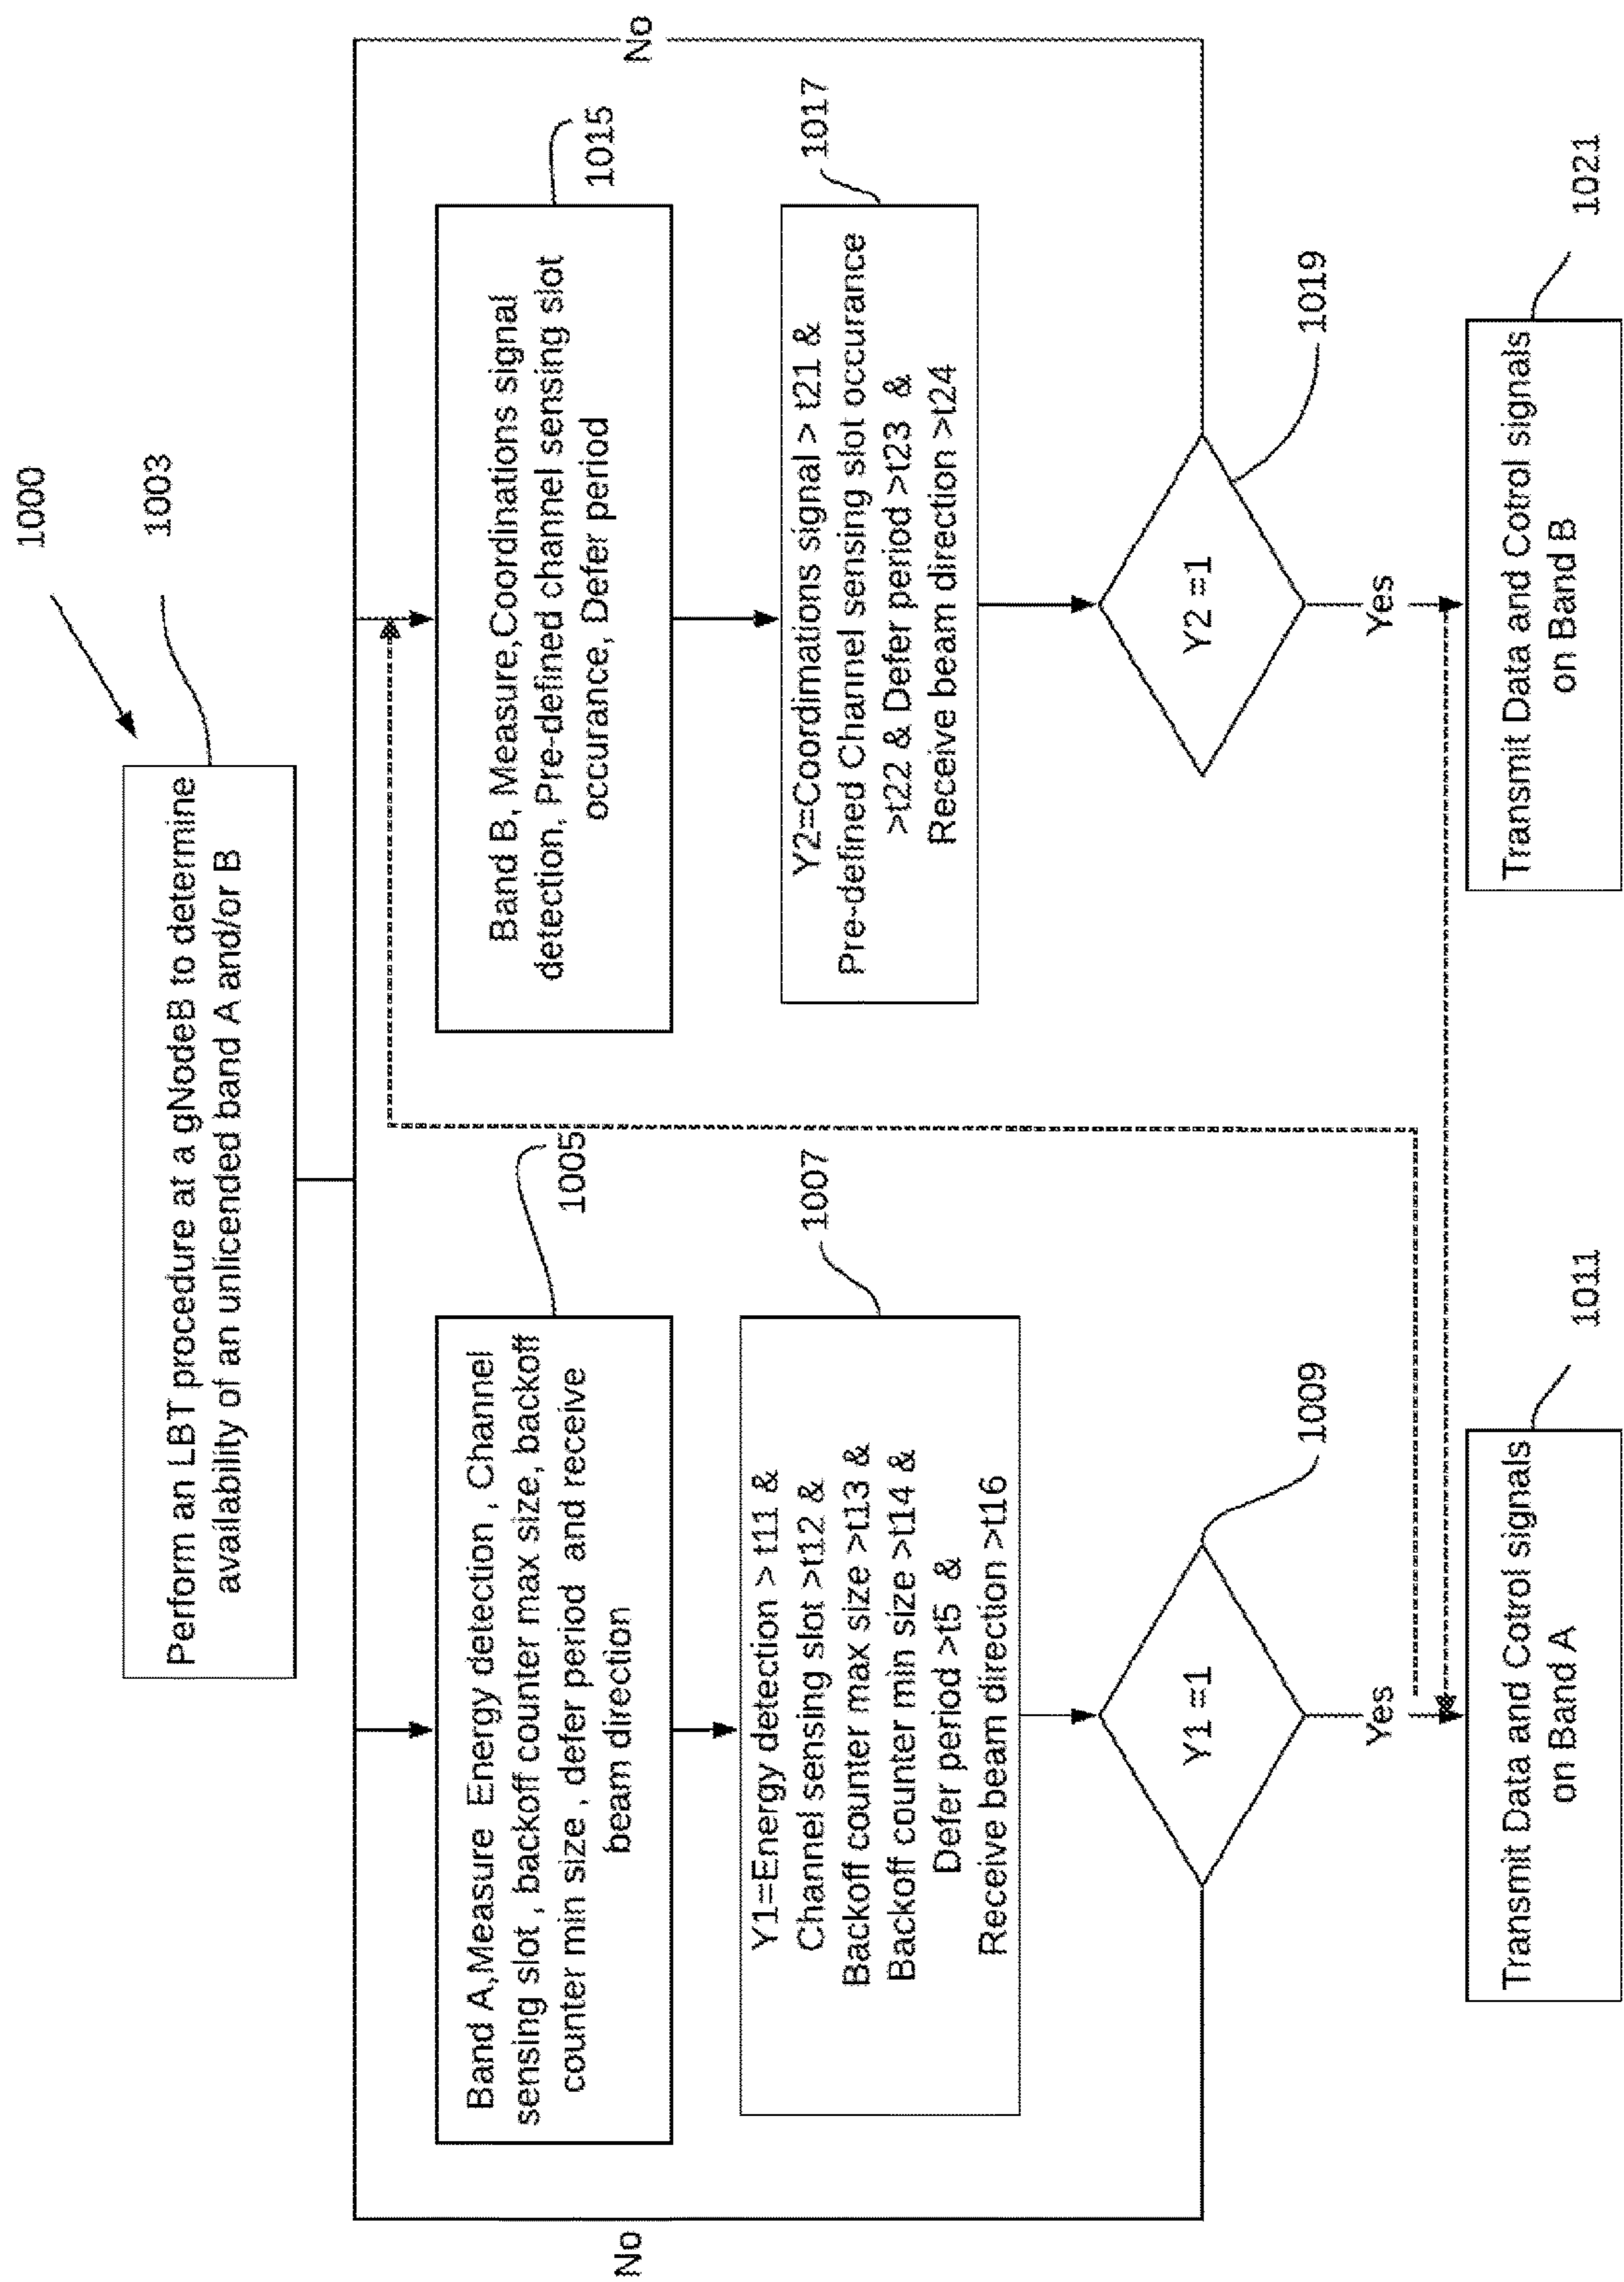 1000
1003
Perform an LBT procedure at a gNodeB to determine
availability of an unlicended band A and/or B
No
No
Band A,Measure Energy detection , Channel
sensing slot , backoff counter max size, backoff
counter min size , defer period and receive
beam direction
1005
Band B, Measure,Coordinations signal
detection, Pre-defined channel sensing slot
occurance, Defer period
1015
Y1=Energy detection > t11 &
Channel sensing slot >t12 &
Backoff counter max size >t13 &
Backoff counter min size >t14 &
Defer period >t5 &
Receive beam direction >t16
1007
Y2=Coordimations signal > t21 &
Pre-defined Channel sensing slot occurance
>t22 & Defer period >t23 &
Receive beam direction >t24
1017
Y1 =1
1009
Y2 =1
1019
Yes
Yes
Transmit Data and Cotrol signals
on Band A
1011
Transmit Data and Cotrol signals
on Band B
1021